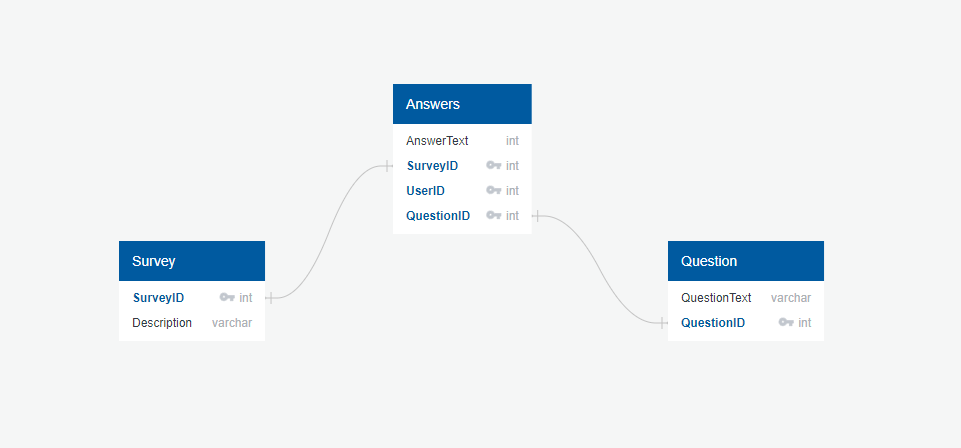 Answers
AnswerText int
SurveyID int
UserID int
QuestionID int
Survey
SurveyID int
Description varchar
Question
QuestionText varchar
QuestionID int